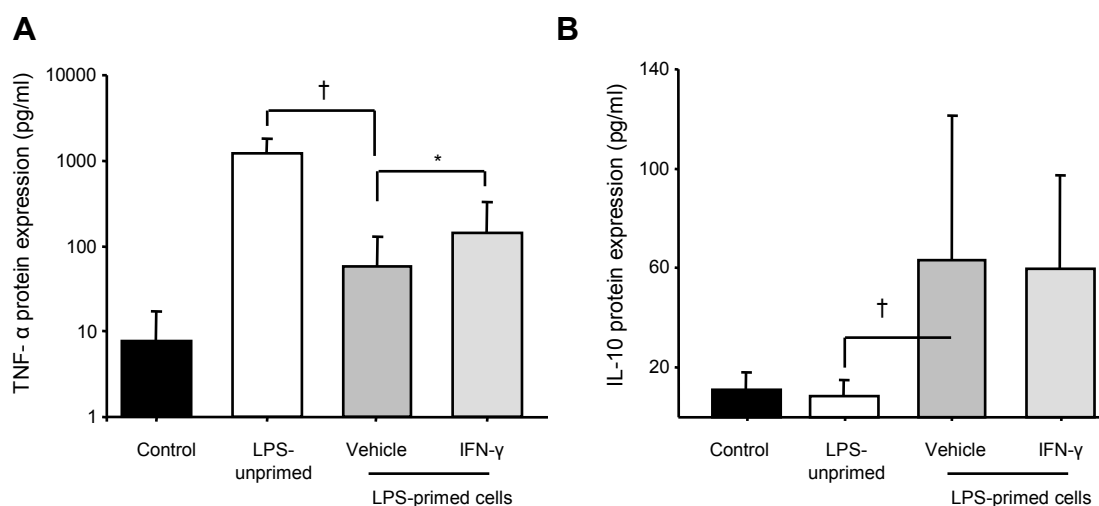 A
TNF- α protein expression (pg/ml)
10000
1000
100
10
1
†
*
Control
LPS-
unprimed
Vehicle
IFN-γ
LPS-primed cells
B
IL-10 protein expression (pg/ml)
140
100
60
20
†
Control
LPS-
unprimed
Vehicle
IFN-γ
LPS-primed cells